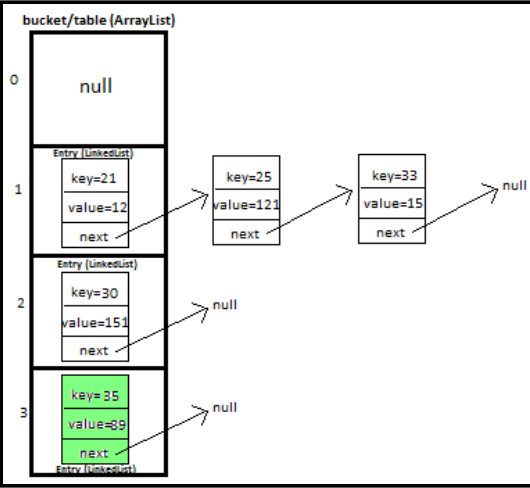 bucket/table (ArrayList)
0
null
Entry (LinkedList)
1
key=21
value=12
next
key=25
value=121
next
key=33
value=15
next
null
Entry (LinkedList)
2
key=30
value=151
next
null
3
key=35
value=89
next
null
Entry (LinkedList)